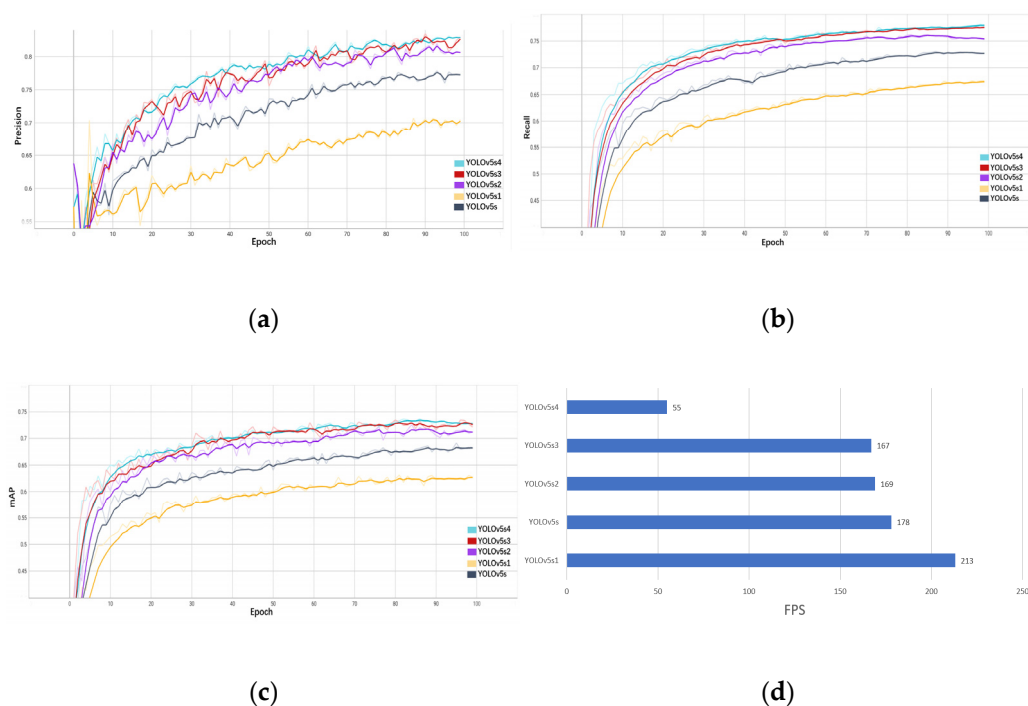 Precision
0.8
0.75
0.7
0.65
0.6
0.55
0 10 20 30 40 50 60 70 80 90 100
Epoch
YOLOv5s4
YOLOv5s3
YOLOv5s2
YOLOv5s1
YOLOv5s
(a)
Recall
0.75
0.7
0.65
0.6
0.55
0.5
0.45
0 10 20 30 40 50 60 70 80 90 100
Epoch
YOLOv5s4
YOLOv5s3
YOLOv5s2
YOLOv5s1
YOLOv5s
(b)
mAP
0.75
0.7
0.65
0.6
0.55
0.5
0.45
0 10 20 30 40 50 60 70 80 90 100
Epoch
YOLOv5s4
YOLOv5s3
YOLOv5s2
YOLOv5s1
YOLOv5s
(c)
YOLOv5s4 55
YOLOv5s3 167
YOLOv5s2 169
YOLOv5s 178
YOLOv5s1 213
0 50 100 150 200 250
FPS
(d)